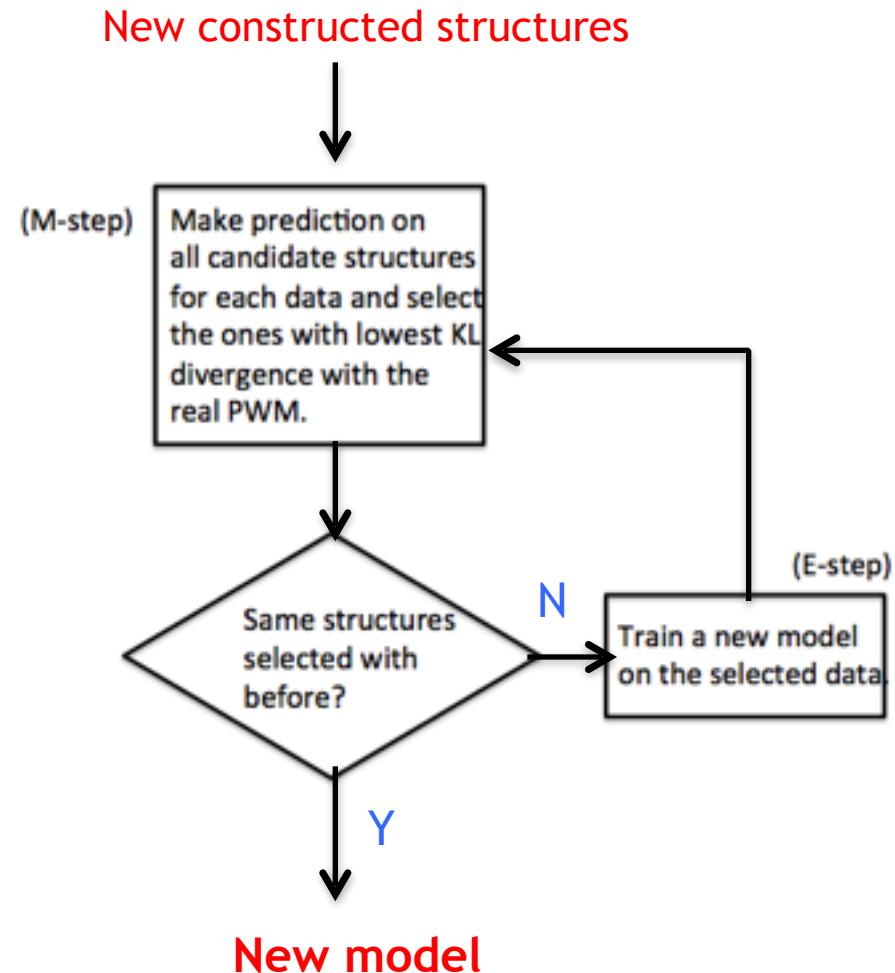 New constructed structures
(M-step)
Make prediction on
all candidate structures
for each data and select
the ones with lowest KL
divergence with the
real PWM.
(E-step)
N
Same structures
selected with
before?
Train a new model
on the selected data.
Y
New model